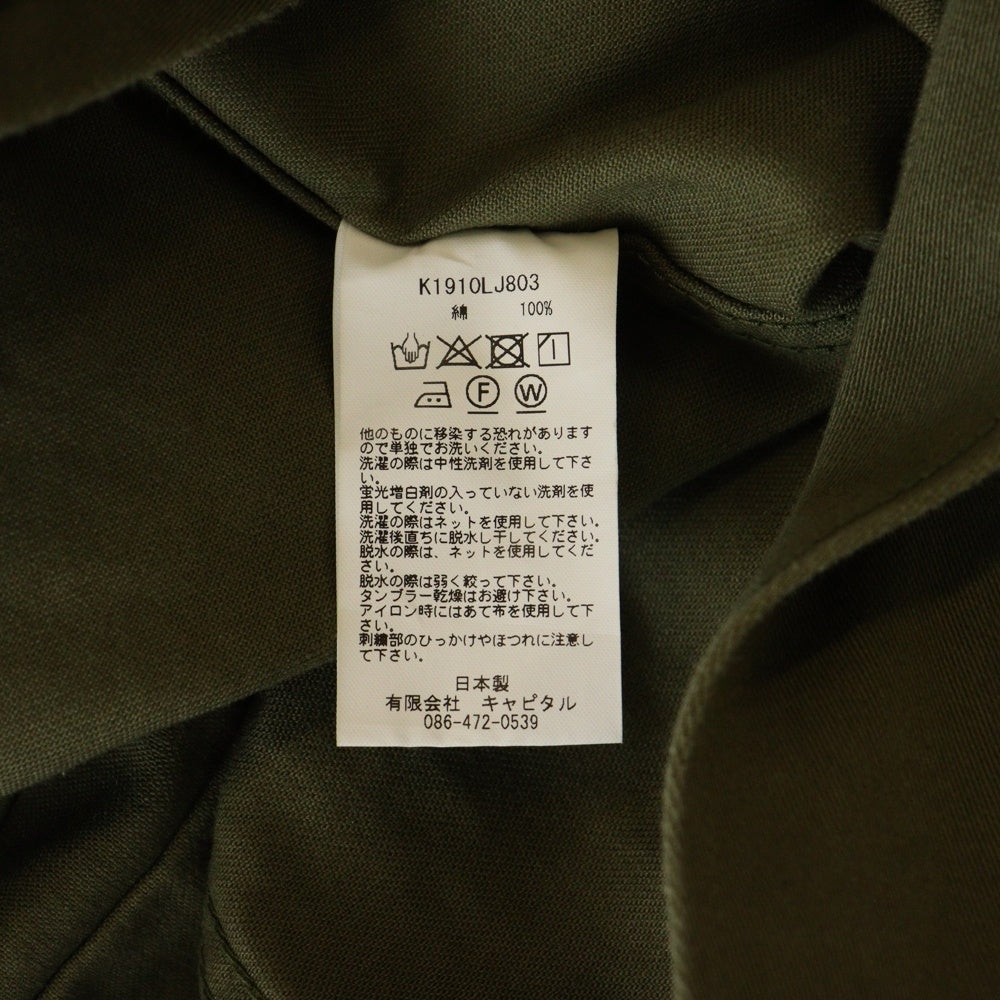 K1910LJ803
綿 100%
F W
他のものに移染する恐れがあります
ので単独でお洗いください。
洗濯の際は中性洗剤を使用して下さ
い。
蛍光増白剤の入っていない洗剤を使
用してください。
洗濯の際はネットを使用して下さい。
洗濯後直ちに脱水し干してください。
脱水の際は、ネットを使用してくだ
さい。
脱水の際は弱く絞って下さい。
タンブラー乾燥はお避け下さい。
アイロン時にはあて布を使用して下
さい。
刺繍部のひっかけやほつれに注意し
て下さい。
日本製
有限会社 キャピタル
086-472-0539